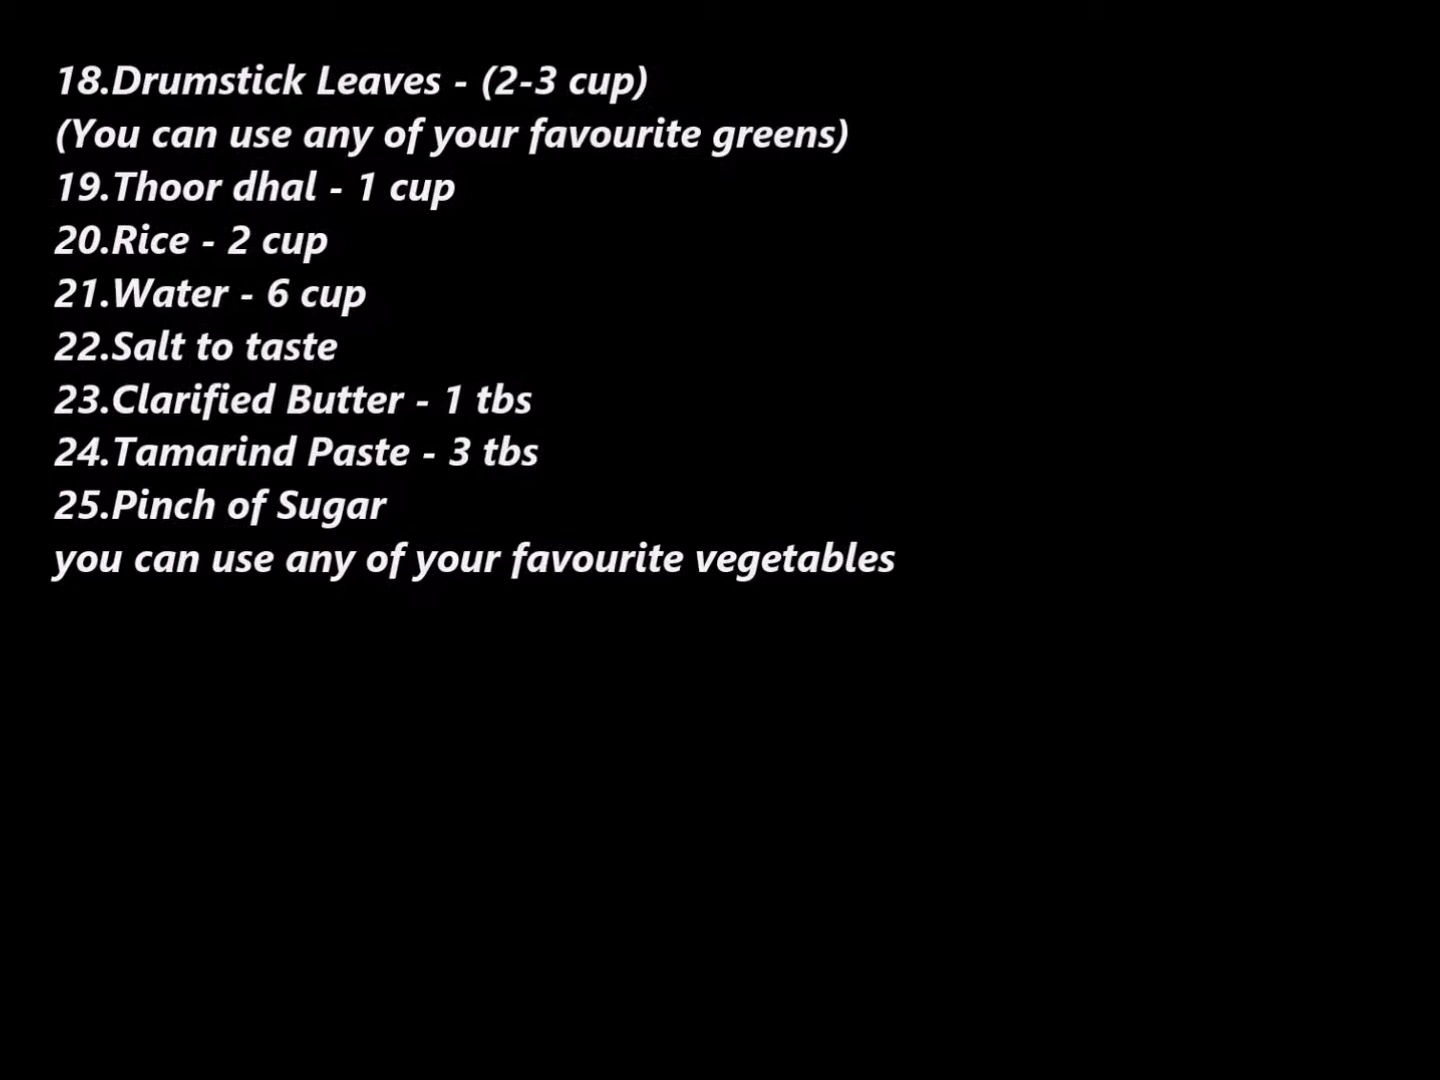 18.Drumstick Leaves - (2-3 cup)
(You can use any of your favourite greens)
19.Thoor dhal - 1 cup
20.Rice - 2 cup
21.Water - 6 cup
22.Salt to taste
23.Clarified Butter - 1 tbs
24.Tamarind Paste - 3 tbs
25.Pinch of Sugar
you can use any of your favourite vegetables